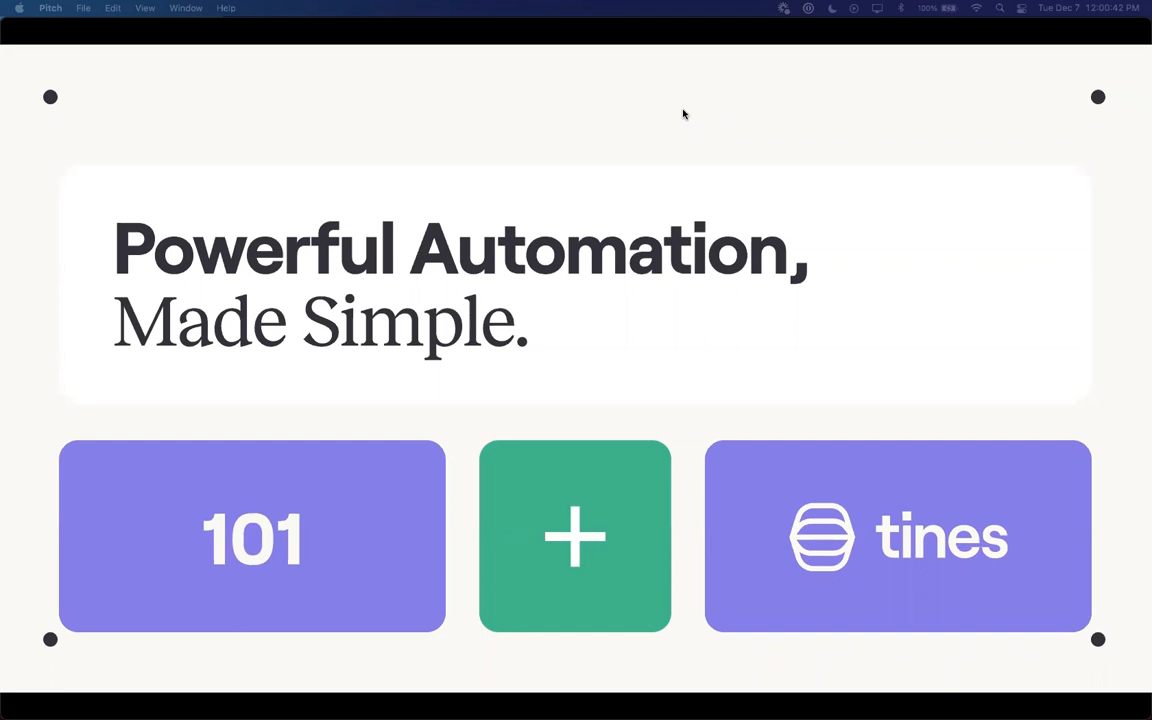 Pitch File Edit View Window Help 100% Tue Dec 7 12:00:42 PM
Powerful Automation,
Made Simple.
101 + tines